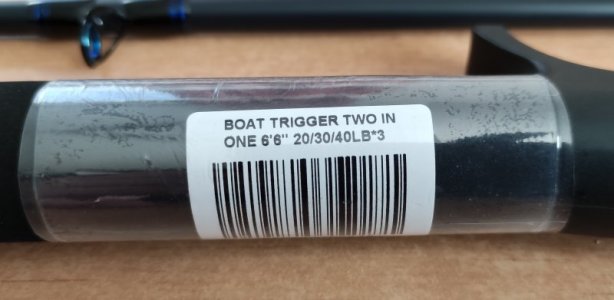 BOAT TRIGGER TWO IN
ONE 6'6" 20/30/40LB*3